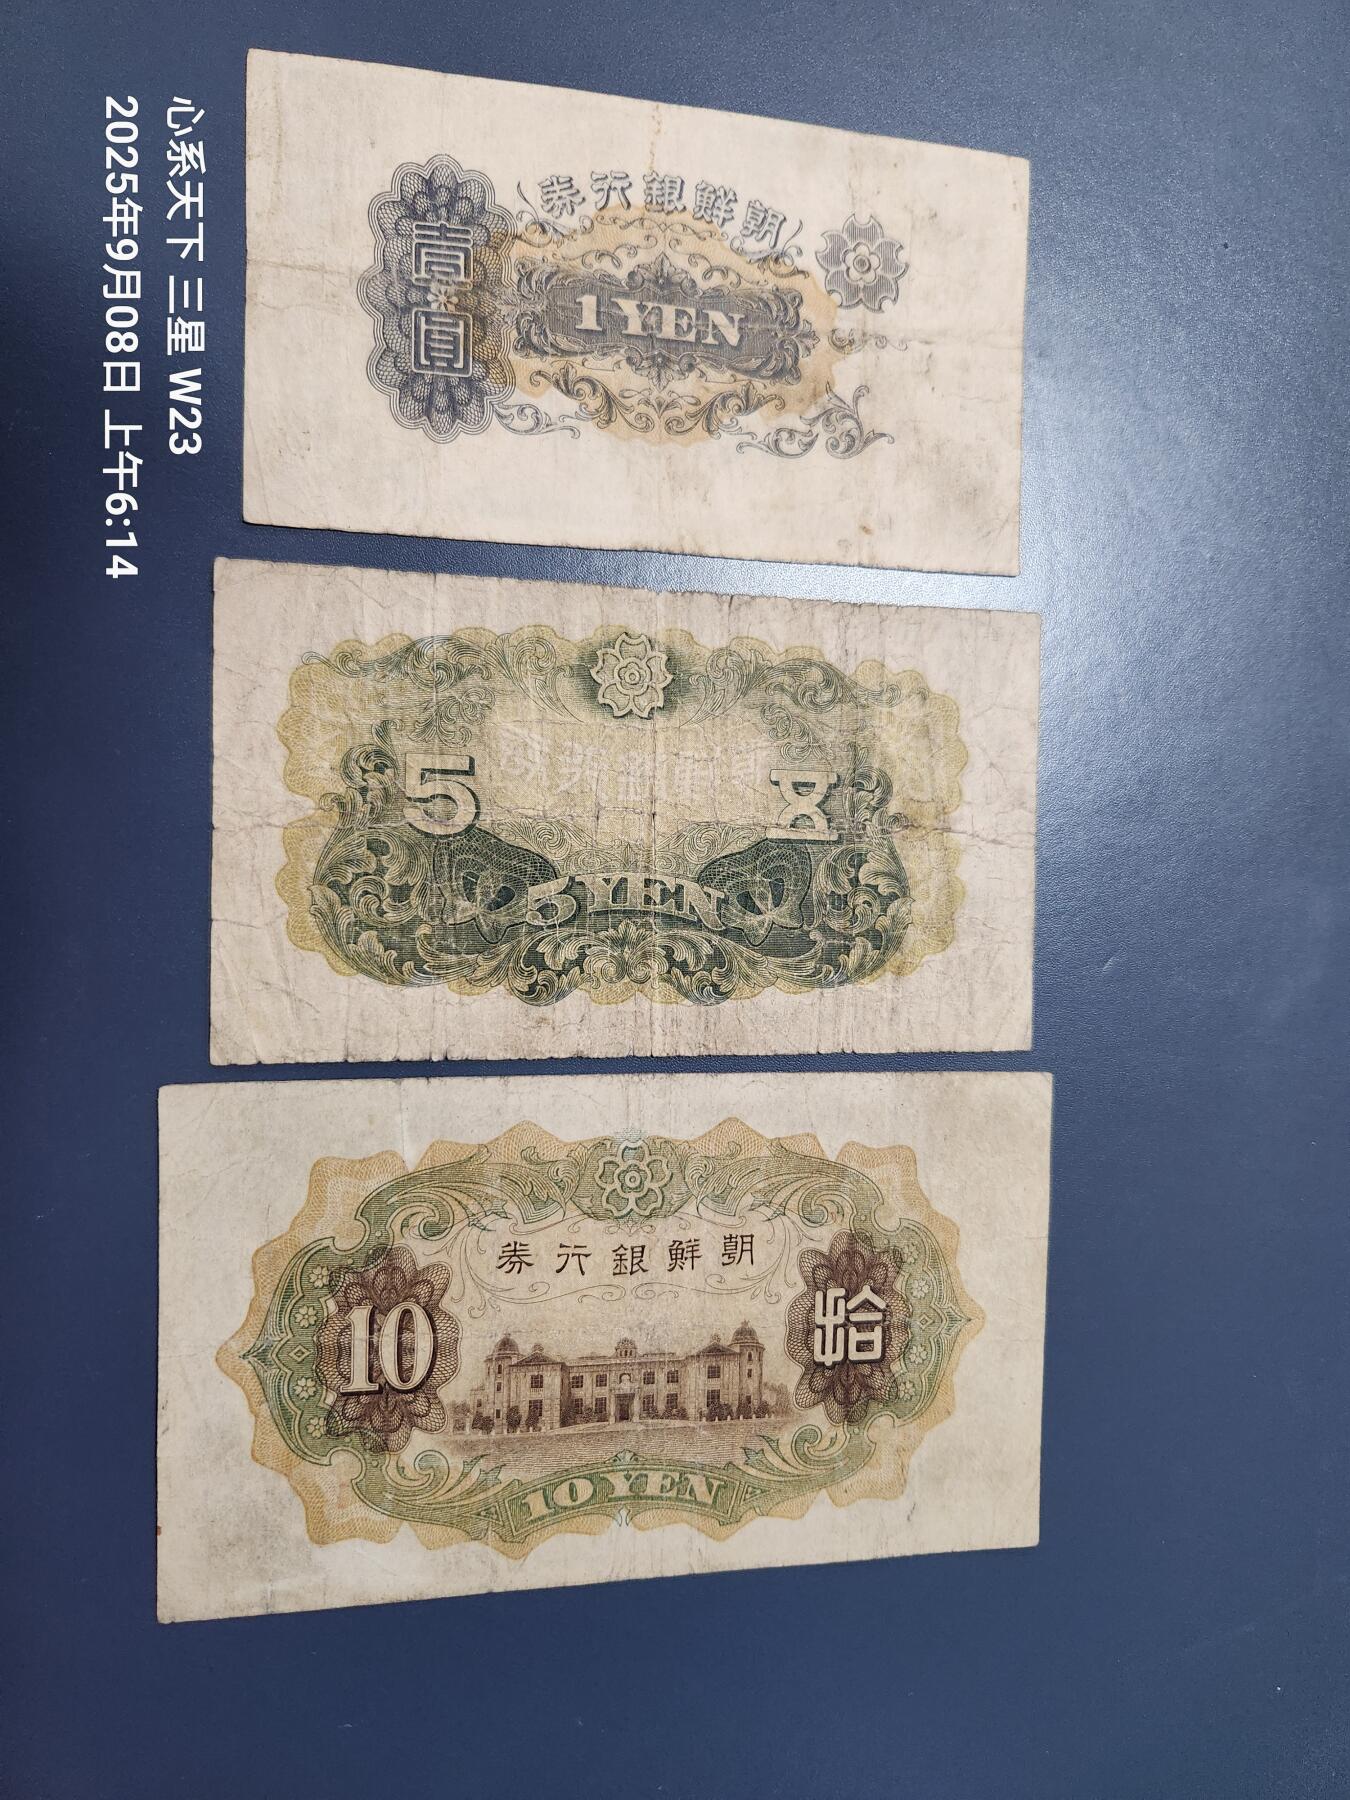 心系天下 三星 W23
2025年9月08日 上午6:14
券行銀鮮朝
壹圓
1 YEN
5
五
5 YEN
券行銀鮮朝
10
拾
10 YEN